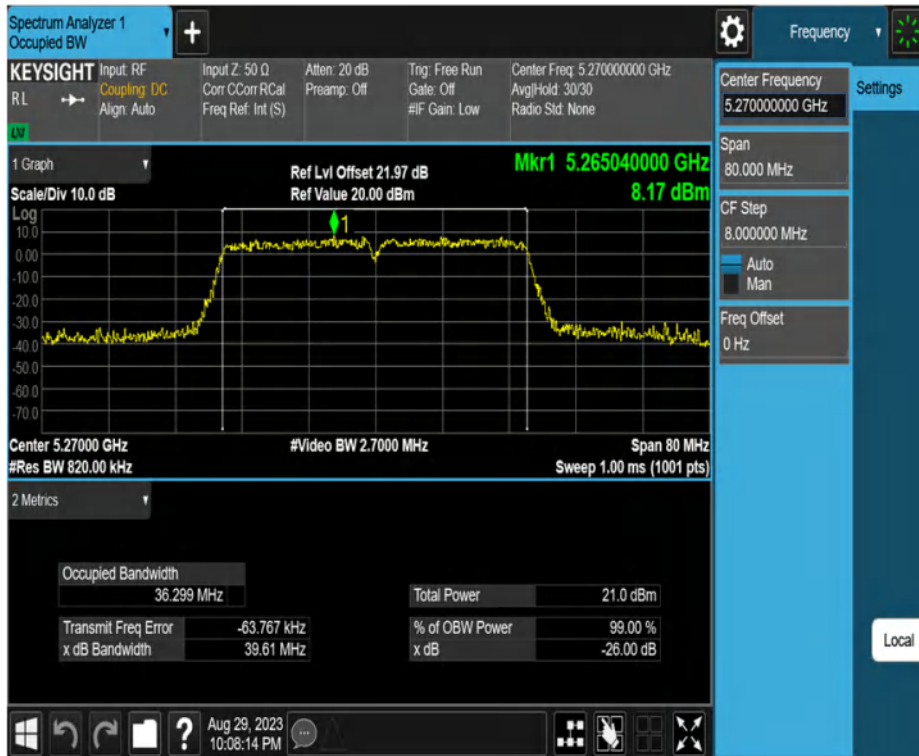 Spectrum Analyzer 1
Occupied BW
+
Frequency
KEYSIGHT
RL
LXI
Input: RF
Coupling: DC
Align: Auto
Input Z: 50 Ω
Corr CCorr RCal
Freq Ref: Int (S)
Atten: 20 dB
Preamp: Off
Trig: Free Run
Gate: Off
#IF Gain: Low
Center Freq: 5.270000000 GHz
Avg|Hold: 30/30
Radio Std: None
Center Frequency
5.270000000 GHz
Settings
Span
80.000 MHz
CF Step
8.000000 MHz
Auto
Man
Freq Offset
0 Hz
1 Graph
Scale/Div 10.0 dB
Ref Lvl Offset 21.97 dB
Ref Value 20.00 dBm
Mkr1 5.265040000 GHz
8.17 dBm
Log
1
10.0
0.00
-10.0
-20.0
-30.0
-40.0
-50.0
-60.0
-70.0
Center 5.27000 GHz
#Video BW 2.7000 MHz
Span 80 MHz
#Res BW 820.00 kHz
Sweep 1.00 ms (1001 pts)
2 Metrics
Occupied Bandwidth
36.299 MHz
Total Power 21.0 dBm
Transmit Freq Error -63.767 kHz
% of OBW Power 99.00 %
x dB Bandwidth 39.61 MHz
x dB -26.00 dB
Local
?
Aug 29, 2023
10:08:14 PM